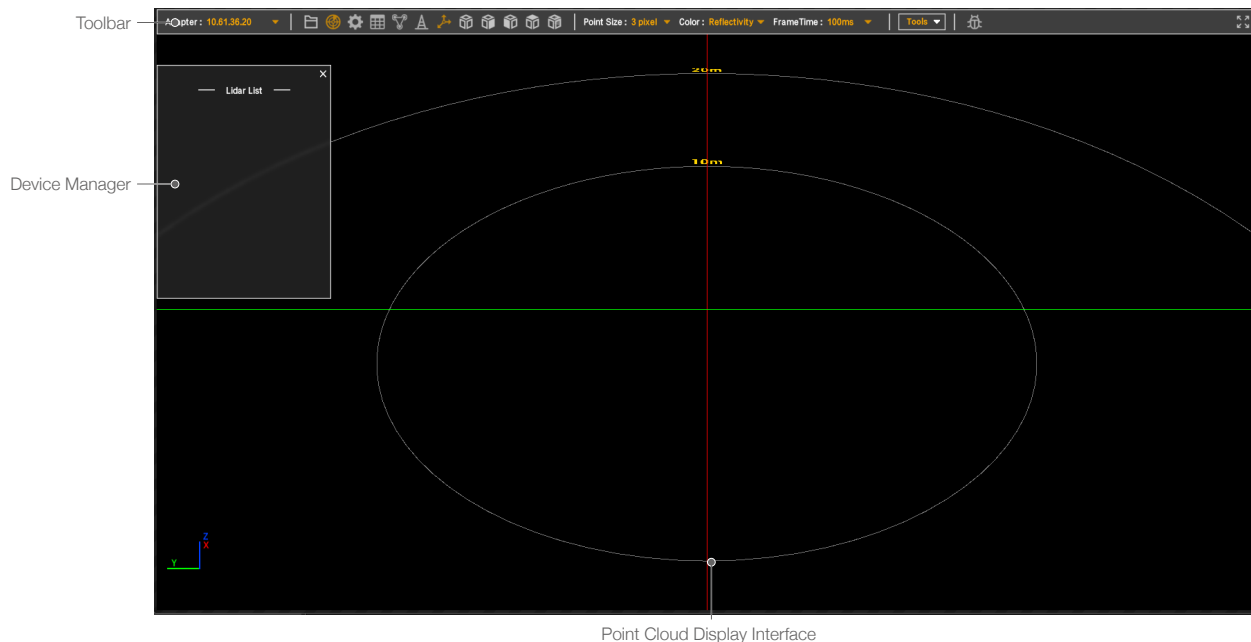 Toolbar
Adapter : 10.61.36.20 Point Size : 3 pixel Color : Reflectivity FrameTime : 100ms Tools
20m
Lidar List
10m
Device Manager
Z
X
Y
Point Cloud Display Interface